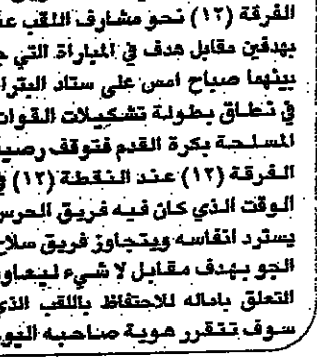 الفرقة (١٢) نحو مشارف اللقب عقب
بهدفين مقابل هدف في المباراة التي
بينهما صباح امس على ستاد البترا
في نطاق بطولة تشكيلات القوات
المسلحة بكرة القدم فتوقف رصيد
الفرقة (١٢) عند النقطة (١٢) في
الوقت الذي كان فيه فريق الحرس
يسترد انفاسه ويتجاوز فريق سلاح
الجو بهدف مقابل لا شيء ليعاود
التعلق باماله للاحتفاظ باللقب الذي
سوف تتقرر هوية صاحبه اليوم